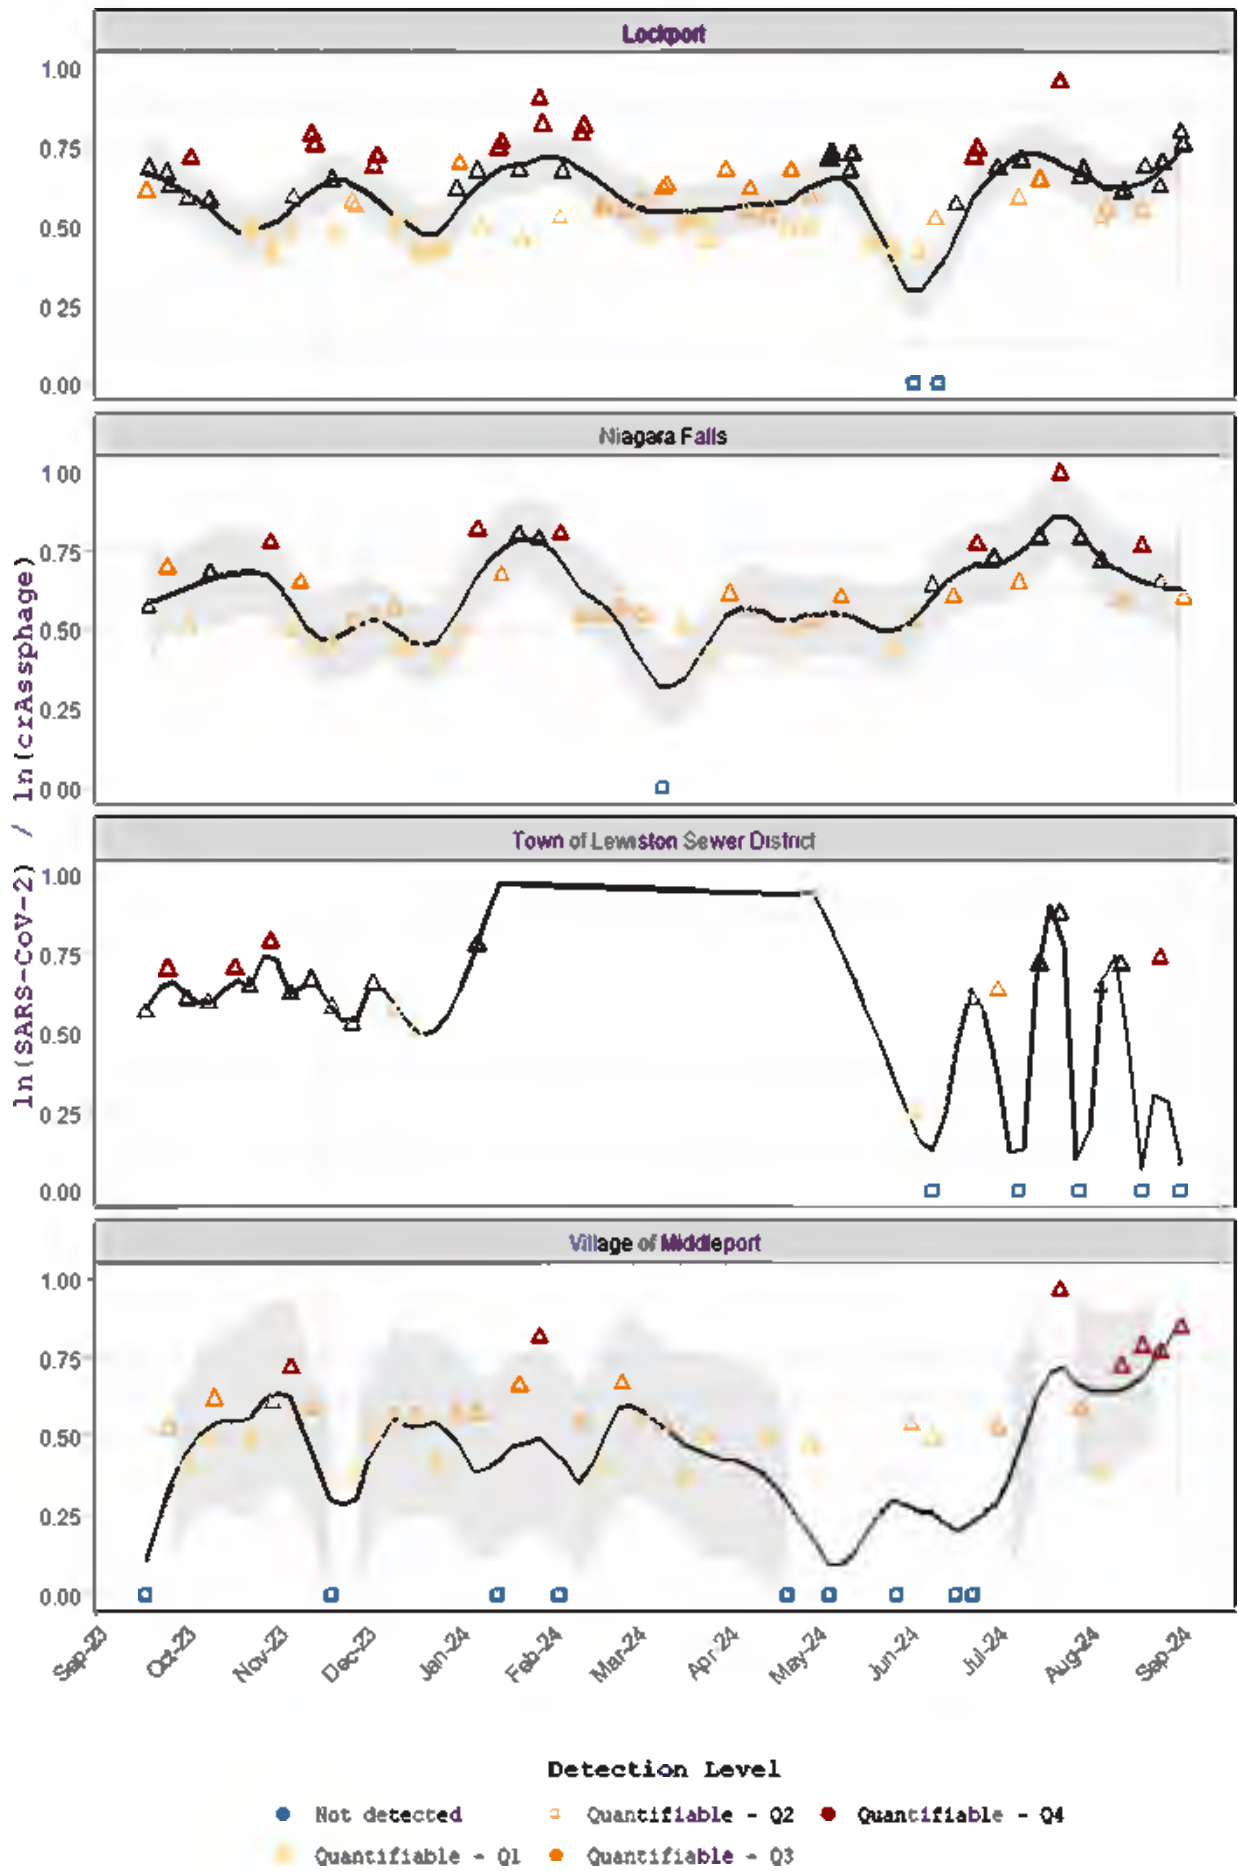 Lockport
1.00
0.75
0.50
0.25
0.00
Niagara Falls
1.00
0.75
0.50
0.25
0.00
Town of Lewiston Sewer District
1.00
0.75
0.50
0.25
0.00
Village of Middleport
1.00
0.75
0.50
0.25
0.00
ln(SARS-CoV-2) / ln(crAssphage)
Sep-23 Oct-23 Nov-23 Dec-23 Jan-24 Feb-24 Mar-24 Apr-24 May-24 Jun-24 Jul-24 Aug-24 Sep-24
Detection Level
Not detected Quantifiable - Q2 Quantifiable - Q4
Quantifiable - Q1 Quantifiable - Q3